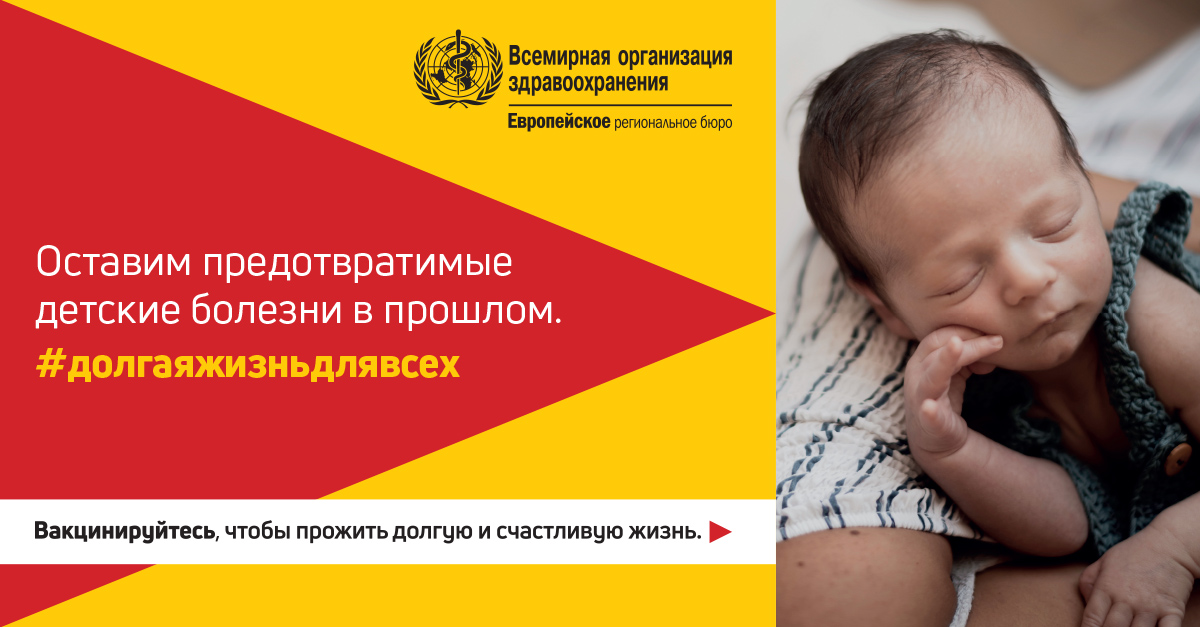 Всемирная организация
здравоохранения
Европейское региональное бюро
Оставим предотвратимые
детские болезни в прошлом.
#долгаяжизньдлявсех
Вакцинируйтесь, чтобы прожить долгую и счастливую жизнь.